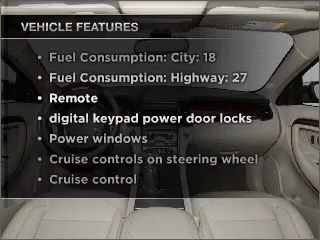 VEHICLE FEATURES
• Fuel Consumption: City: 18
• Fuel Consumption: Highway: 27
• Remote
• digital keypad power door locks
• Power windows
• Cruise controls on steering wheel
• Cruise control